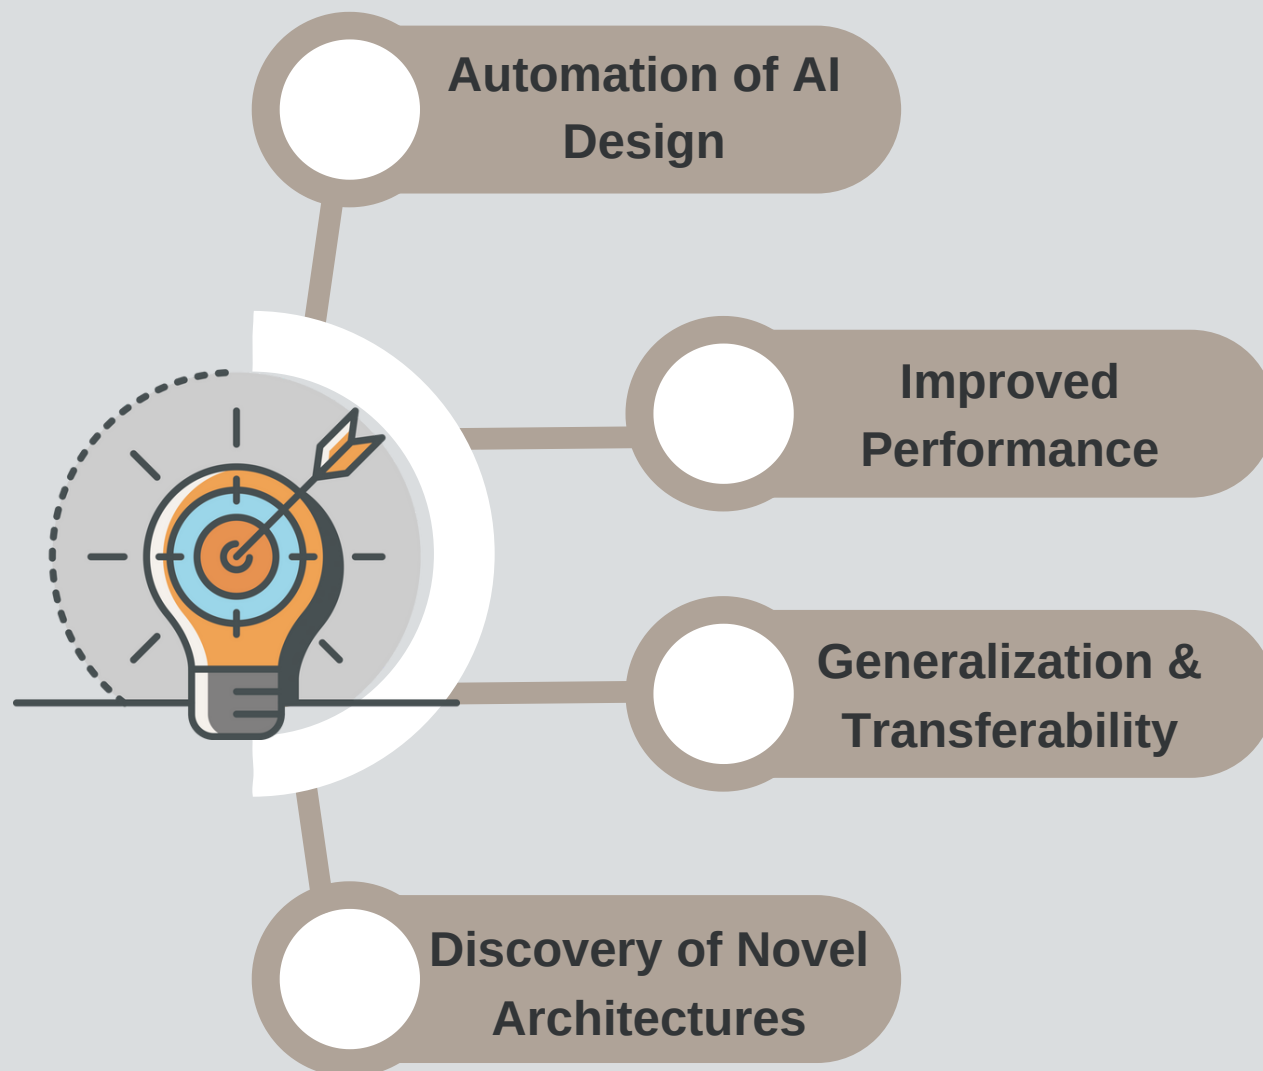 Automation of AI
Design
Improved
Performance
Generalization &
Transferability
Discovery of Novel
Architectures